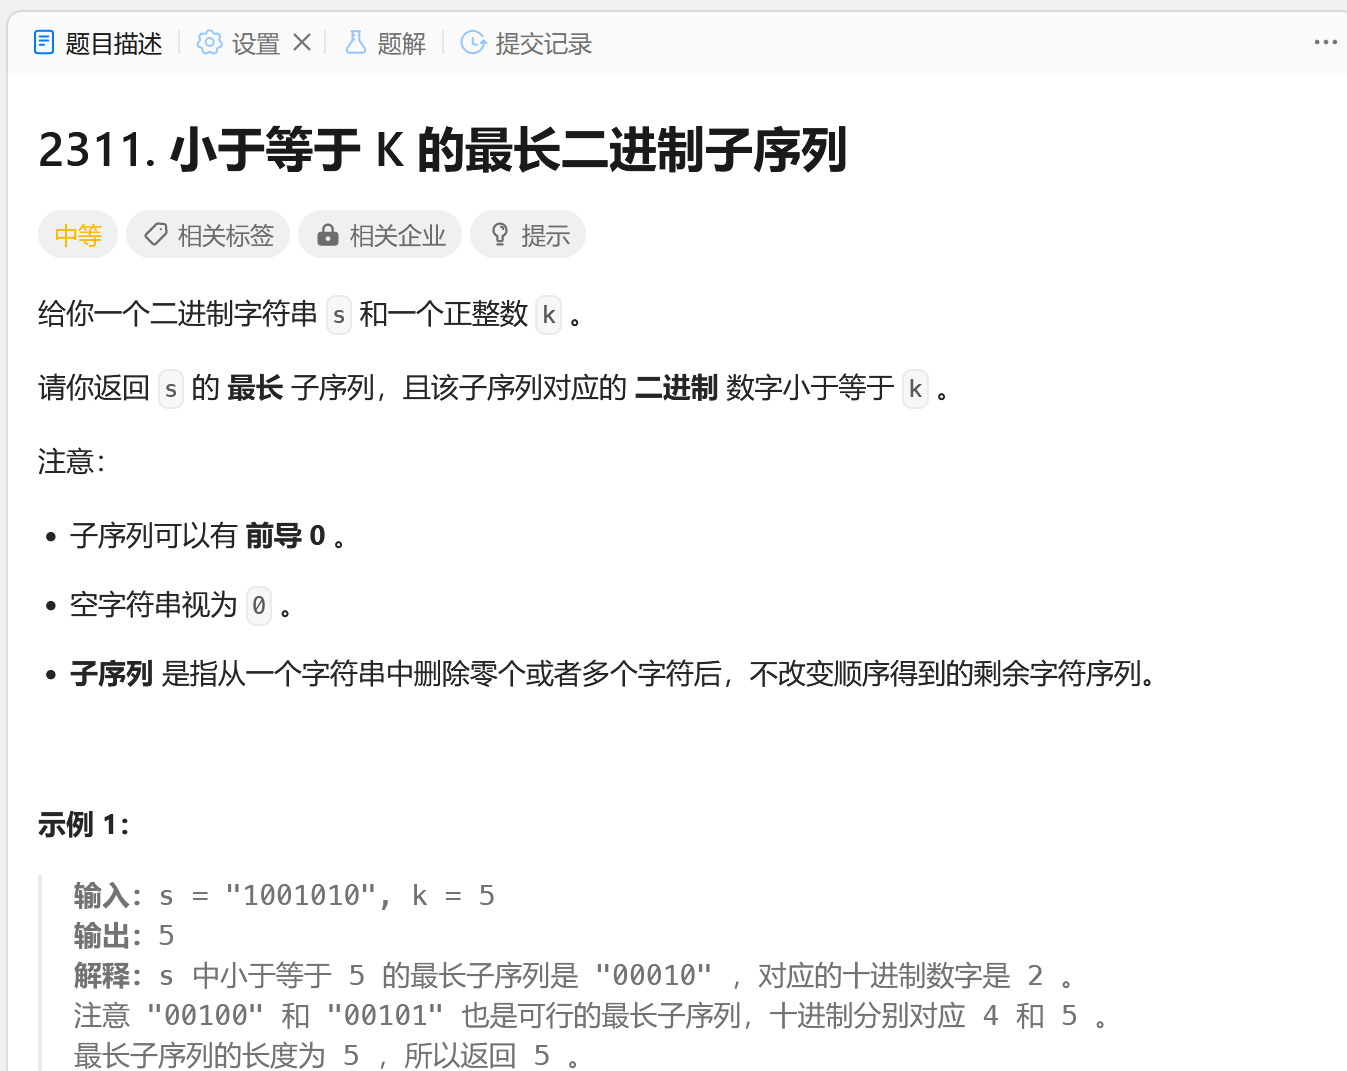 题目描述 设置 题解 提交记录
2311. 小于等于 K 的最长二进制子序列
中等 相关标签 相关企业 提示
给你一个二进制字符串 s 和一个正整数 k 。
请你返回 s 的 最长 子序列，且该子序列对应的 二进制 数字小于等于 k 。
注意：
• 子序列可以有 前导 0 。
• 空字符串视为 0 。
• 子序列 是指从一个字符串中删除零个或者多个字符后，不改变顺序得到的剩余字符序列。
示例 1：
输入：s = "1001010", k = 5
输出：5
解释：s 中小于等于 5 的最长子序列是 "00010" ，对应的十进制数字是 2 。
注意 "00100" 和 "00101" 也是可行的最长子序列，十进制分别对应 4 和 5 。
最长子序列的长度为 5 ，所以返回 5 。